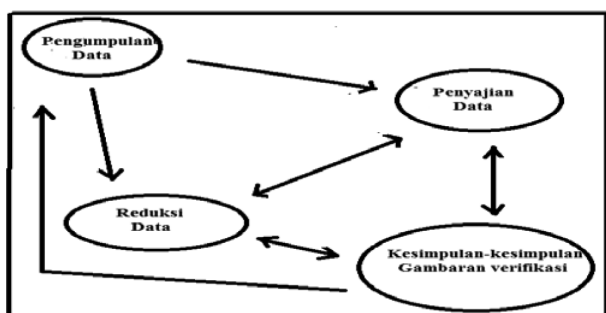 Pengumpulan
Data
Penyajian
Data
Reduksi
Data
Kesimpulan-kesimpulan
Gambaran verifikasi